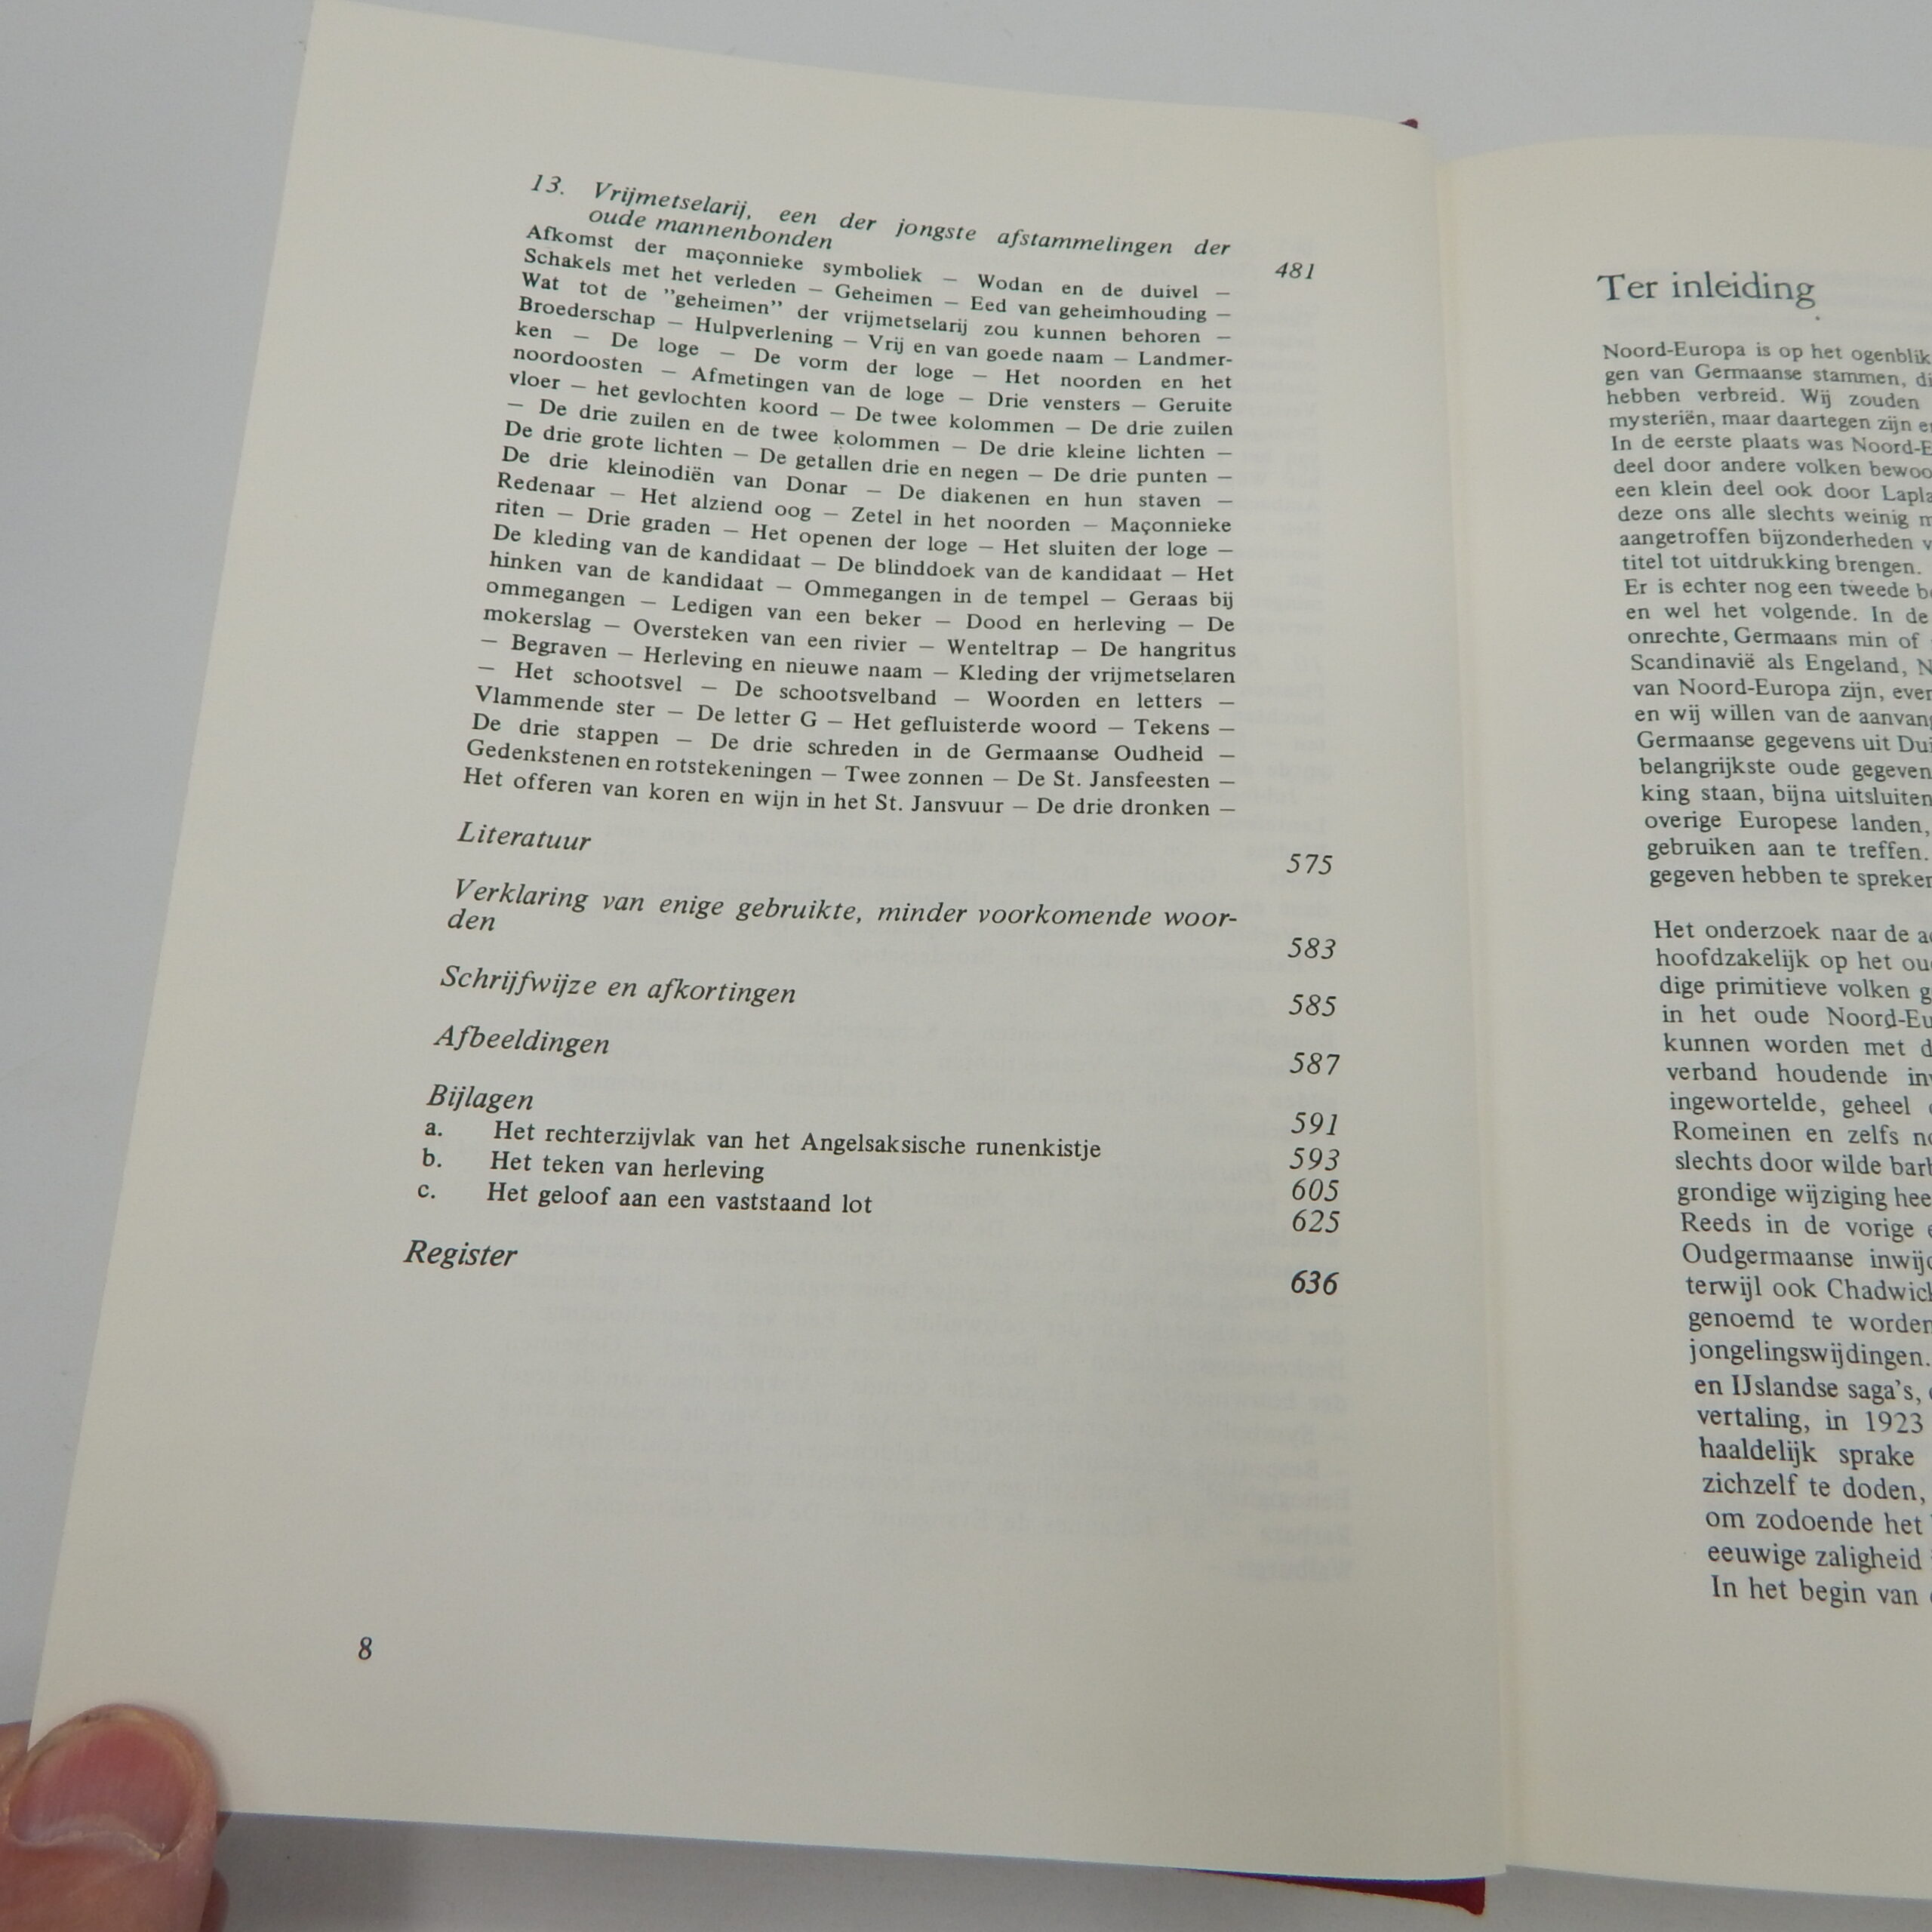 13. Vrijmetselarij, een der jongste afstammelingen der
oude mannenbonden 481
Afkomst der maçonnieke symboliek — Wodan en de duivel —
Schakels met het verleden — Geheimen — Eed van geheimhouding —
Wat tot de ”geheimen” der vrijmetselarij zou kunnen behoren —
Broederschap — Hulpverlening — Vrij en van goede naam — Landmer-
ken — De loge — De vorm der loge — Het noorden en het
noordoosten — Afmetingen van de loge — Drie vensters — Geruite
vloer — het gevlochten koord — De twee kolommen — De drie zuilen
— De drie zuilen en de twee kolommen — De drie kleine lichten —
De drie grote lichten — De getallen drie en negen — De drie punten —
De drie kleinodiën van Donar — De diakenen en hun staven —
Redenaar — Het alziend oog — Zetel in het noorden — Maçonnieke
riten — Drie graden — Het openen der loge — Het sluiten der loge —
De kleding van de kandidaat — De blinddoek van de kandidaat — Het
hinken van de kandidaat — Ommegangen in de tempel — Geraas bij
ommegangen — Ledigen van een beker — Dood en herleving — De
mokerslag — Oversteken van een rivier — Wenteltrap — De hangritus
— Begraven — Herleving en nieuwe naam — Kleding der vrijmetselaren
— Het schootsvel — De schootsvelband — Woorden en letters —
Vlammende ster — De letter G — Het gefluisterde woord — Tekens —
De drie stappen — De drie schreden in de Germaanse Oudheid —
Gedenkstenen en rotstekeningen — Twee zonnen — De St. Jansfeesten —
Het offeren van koren en wijn in het St. Jansvuur — De drie dronken —
Literatuur 575
Verklaring van enige gebruikte, minder voorkomende woor-
den 583
Schrijfwijze en afkortingen 585
Afbeeldingen 587
Bijlagen 591
a. Het rechterzijvlak van het Angelsaksische runenkistje 593
b. Het teken van herleving 605
c. Het geloof aan een vaststaand lot 625
Register 636
8
Ter inleiding
Noord-Europa is op het ogenblik
gen van Germaanse stammen,
hebben verbreid. Wij zouden
mysteriën, maar daartegen zijn
In de eerste plaats was
deel door andere volken
een klein deel ook door
deze ons alle slechts weinig
aangetroffen bijzonderheden
titel tot uitdrukking brengen.
Er is echter nog een tweede
en wel het volgende. In de
onrechte, Germaans min of
Scandinavië als Engeland,
van Noord-Europa zijn,
en wij willen van de
Germaanse gegevens uit
belangrijkste oude
king staan, bijna
overige Europese landen,
gebruiken aan te treffen.
gegeven hebben te
Het onderzoek naar de
hoofdzakelijk op het
dige primitieve volken
in het oude
kunnen worden met
verband houdende
ingewortelde, geheel
Romeinen en zelfs
slechts door wilde
grondige wijziging
Reeds in de vorige
Oudgermaanse
terwijl ook
genoemd te
jongelingswijdingen.
en IJslandse saga’s,
vertaling, in 1923
haaldelijk sprake
zichzelf te doden,
om zodoende het
eeuwige zaligheid
In het begin van